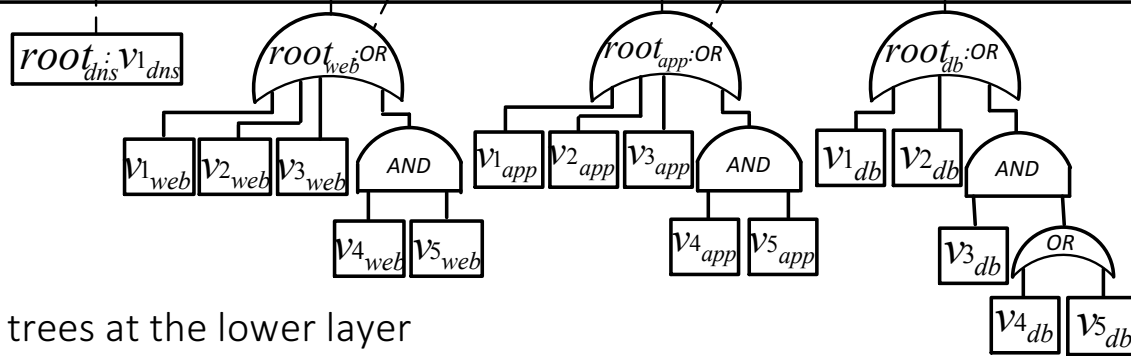 root_dns: v1_dns
root_web:OR
root_app:OR
root_db:OR
v1_web v2_web v3_web AND
v1_app v2_app v3_app AND
v1_db v2_db AND
v4_web v5_web
v4_app v5_app
v3_db OR
v4_db v5_db
trees at the lower layer